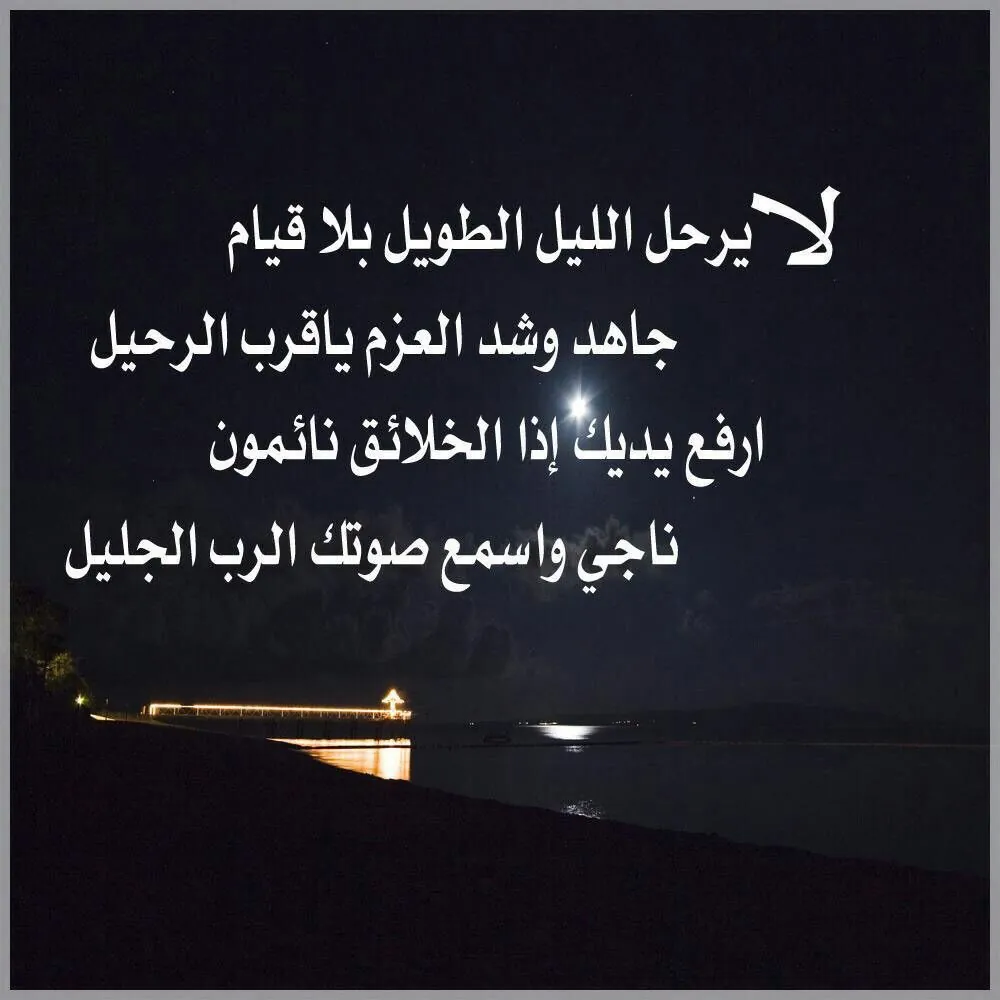 لا يرحل الليل الطويل بلا قيام
جاهد وشد العزم ياقرب الرحيل
ارفع يديك إذا الخلائق نائمون
ناجي واسمع صوتك الرب الجليل